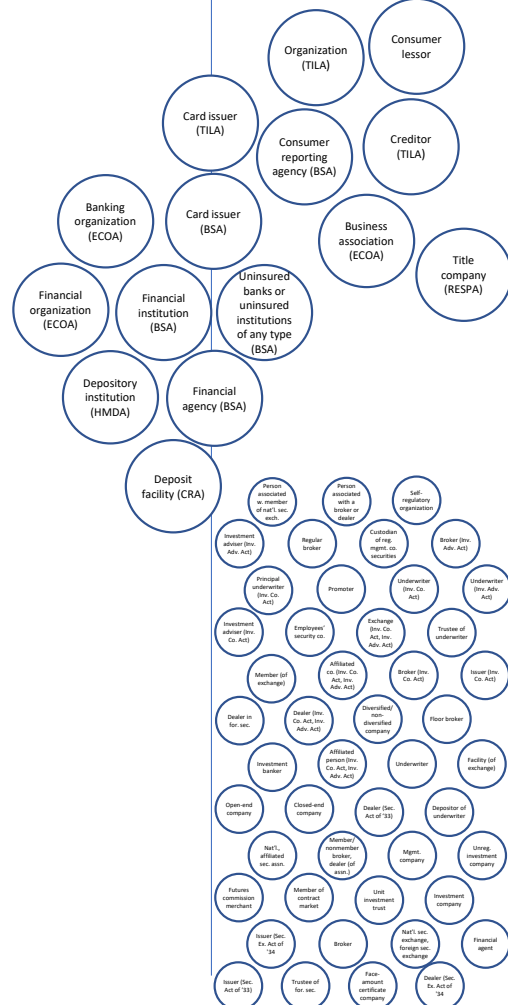 Organization
(TILA)
Consumer
lessor
Card issuer
(TILA)
Consumer
reporting
agency (BSA)
Creditor
(TILA)
Banking
organization
(ECOA)
Card issuer
(BSA)
Business
association
(ECOA)
Title
company
(RESPA)
Financial
organization
(ECOA)
Financial
institution
(BSA)
Uninsured
banks or
uninsured
institutions
of any type
(BSA)
Depository
institution
(HMDA)
Financial
agency (BSA)
Deposit
facility (CRA)
Person
associated
w. member
of nat'l. sec.
exch.
Person
associated
with a
broker or
dealer
Self-
regulatory
organization
Investment
adviser (Inv.
Adv. Act)
Regular
broker
Custodian
of reg.
mgmt. co.
securities
Broker (Inv.
Adv. Act)
Principal
underwriter
(Inv. Co.
Act)
Promoter
Underwriter
(Inv. Co.
Act)
Underwriter
(Inv. Adv.
Act)
Investment
adviser (Inv.
Co. Act)
Employees'
security co.
Exchange
(Inv. Co.
Act, Inv.
Adv. Act)
Trustee of
underwriter
Member (of
exchange)
Affiliated
co. (Inv. Co.
Act, Inv.
Adv. Act)
Broker (Inv.
Co. Act)
Issuer (Inv.
Co. Act)
Dealer in
for. sec.
Dealer (Inv.
Co. Act, Inv.
Adv. Act)
Diversified/
non-
diversified
company
Floor broker
Investment
banker
Affiliated
person (Inv.
Co. Act, Inv.
Adv. Act)
Underwriter
Facility (of
exchange)
Open-end
company
Closed-end
company
Dealer (Sec.
Act of '33)
Depositor of
underwriter
Nat'l.,
affiliated
sec. assn.
Member/
nonmember
broker,
dealer (of
assn.)
Mgmt.
company
Unreg.
investment
company
Futures
commission
merchant
Member of
contract
market
Unit
investment
trust
Investment
company
Issuer (Sec.
Ex. Act of
'34
Broker
Nat'l. sec.
exchange,
foreign sec.
exchange
Financial
agent
Issuer (Sec.
Act of '33)
Trustee of
for. sec.
Face-
amount
certificate
company
Dealer (Sec.
Ex. Act of
'34